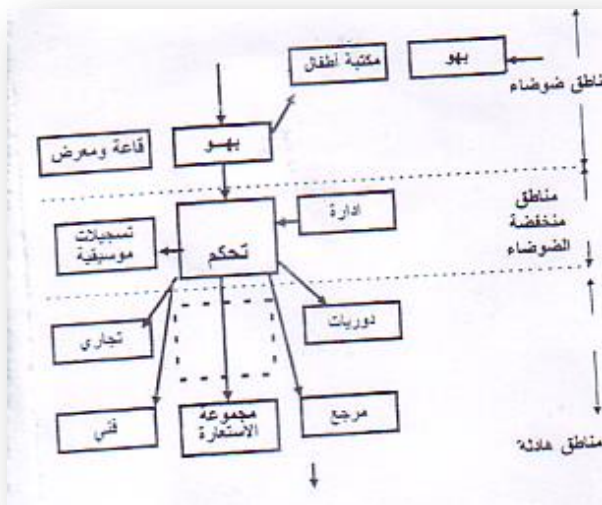 بهو
مكتبة أطفال
مناطق ضوضاء
قاعة ومعرض
بهو
مناطق
منخفضة
الضوضاء
ادارة
تحكم
تسجيلات
موسيقية
دوريات
تجاري
مرجع
مجموعة
الاستعارة
فني
مناطق هادئة